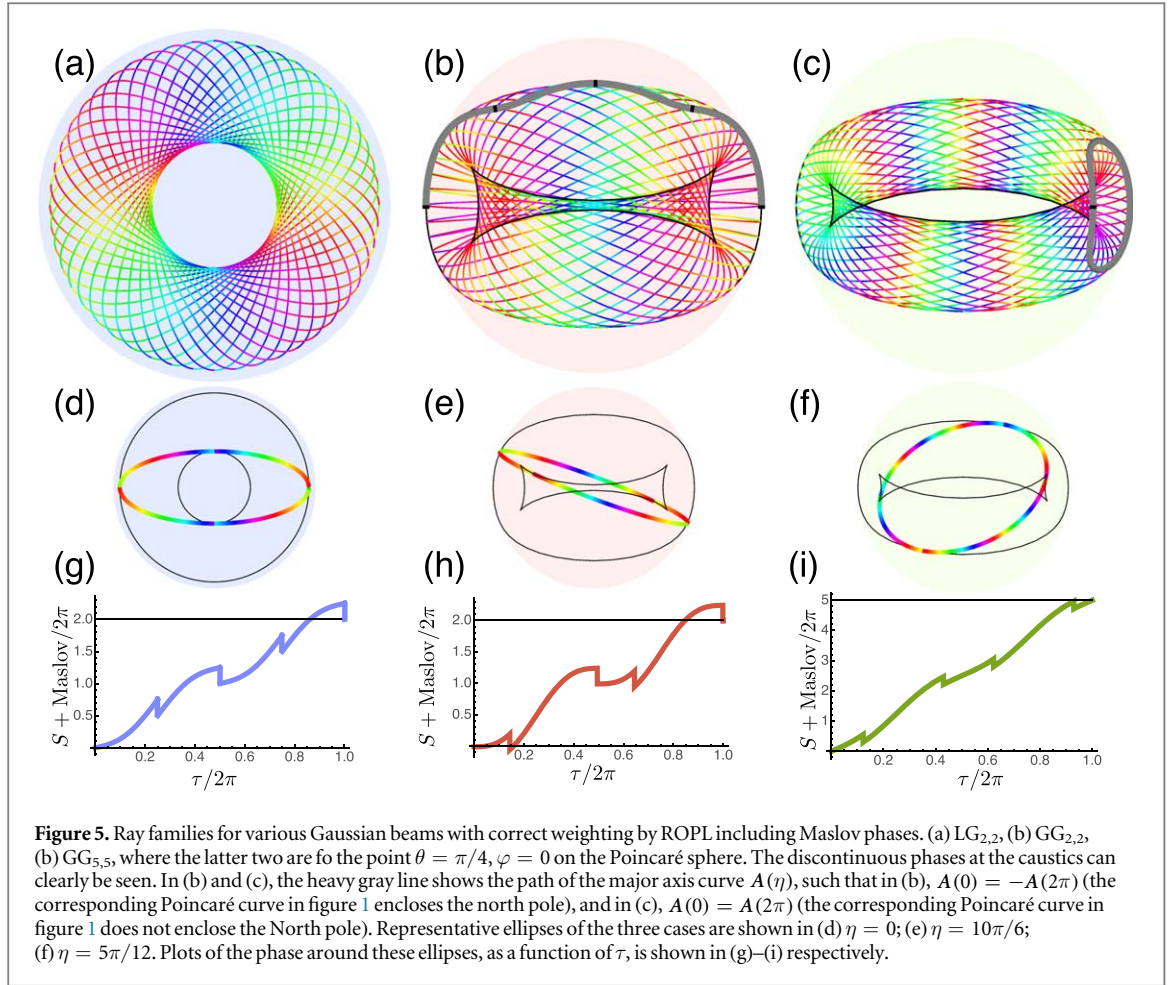 (a)
(b)
(c)
(d)
(e)
(f)
(g)
(h)
(i)
S + Maslov/2π
2.0
1.5
1.0
0.5
0.2 0.4 0.6 0.8 1.0
τ/2π
S + Maslov/2π
2.0
1.5
1.0
0.5
0.2 0.4 0.6 0.8 1.0
τ/2π
S + Maslov/2π
5
4
3
2
1
0.2 0.4 0.6 0.8 1.0
τ/2π
Figure 5. Ray families for various Gaussian beams with correct weighting by ROPL including Maslov phases. (a) LG2,2, (b) GG2,2,
(b) GG5,5, where the latter two are fo the point θ = π/4, φ = 0 on the Poincaré sphere. The discontinuous phases at the caustics can
clearly be seen. In (b) and (c), the heavy gray line shows the path of the major axis curve A(η), such that in (b), A(0) = −A(2π) (the
corresponding Poincaré curve in figure 1 encloses the north pole), and in (c), A(0) = A(2π) (the corresponding Poincaré curve in
figure 1 does not enclose the North pole). Representative ellipses of the three cases are shown in (d) η = 0; (e) η = 10π/6;
(f) η = 5π/12. Plots of the phase around these ellipses, as a function of τ, is shown in (g)–(i) respectively.